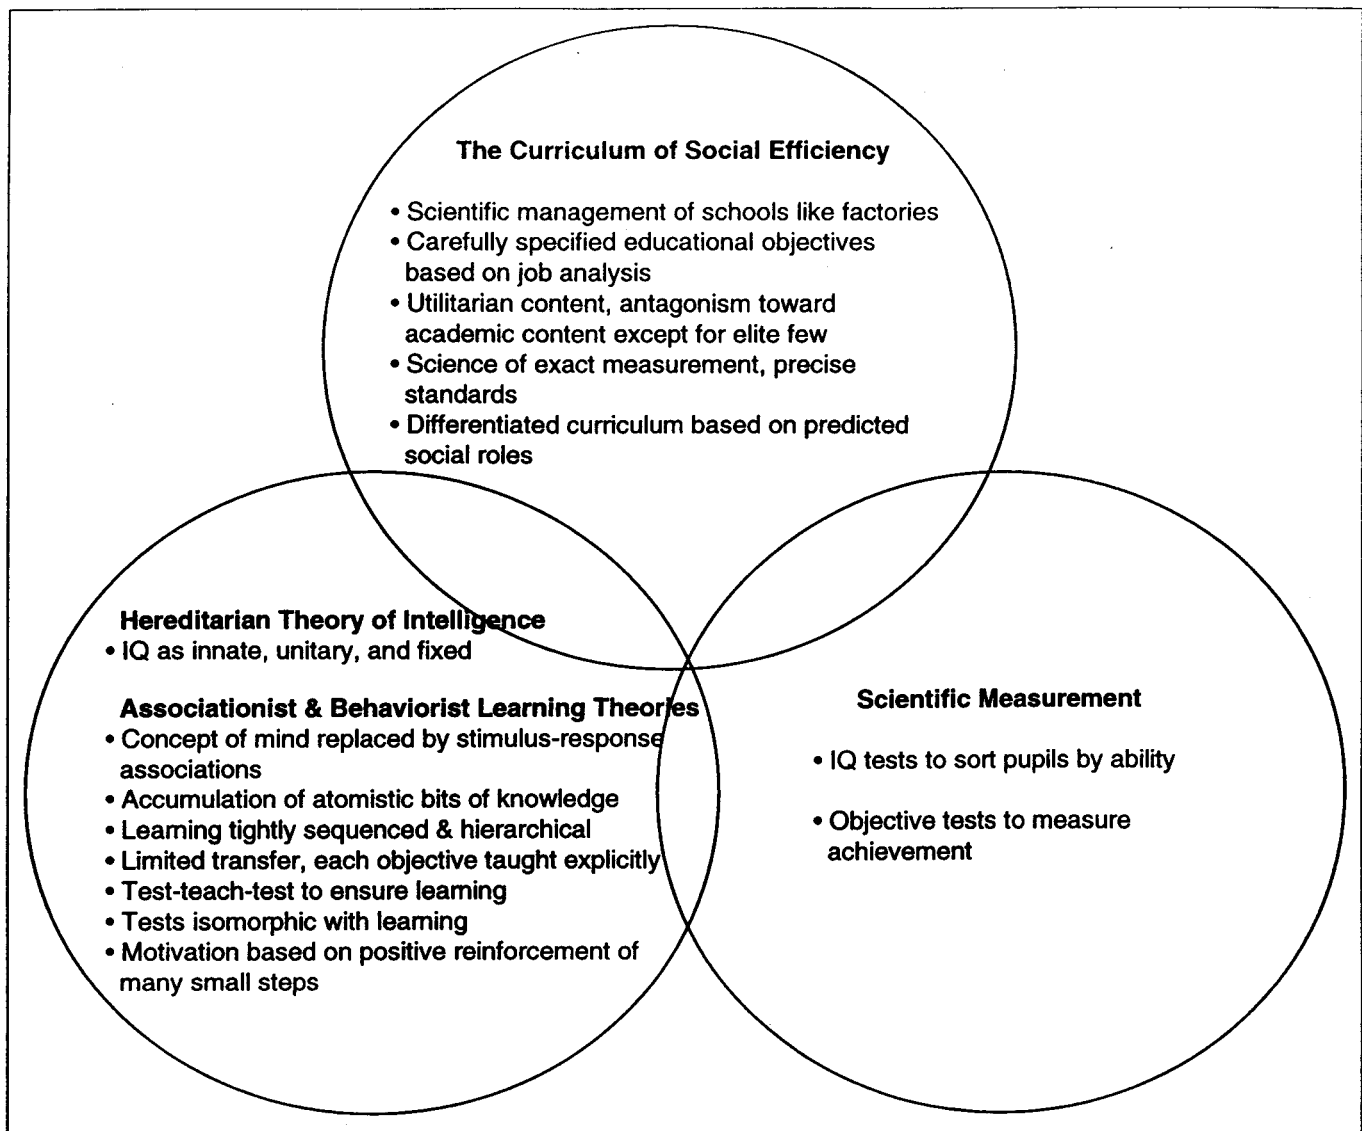 The Curriculum of Social Efficiency
• Scientific management of schools like factories
• Carefully specified educational objectives
based on job analysis
• Utilitarian content, antagonism toward
academic content except for elite few
• Science of exact measurement, precise
standards
• Differentiated curriculum based on predicted
social roles
Hereditarian Theory of Intelligence
• IQ as innate, unitary, and fixed
Associationist & Behaviorist Learning Theories
• Concept of mind replaced by stimulus-response
associations
• Accumulation of atomistic bits of knowledge
• Learning tightly sequenced & hierarchical
• Limited transfer, each objective taught explicitly
• Test-teach-test to ensure learning
• Tests isomorphic with learning
• Motivation based on positive reinforcement of
many small steps
Scientific Measurement
• IQ tests to sort pupils by ability
• Objective tests to measure
achievement